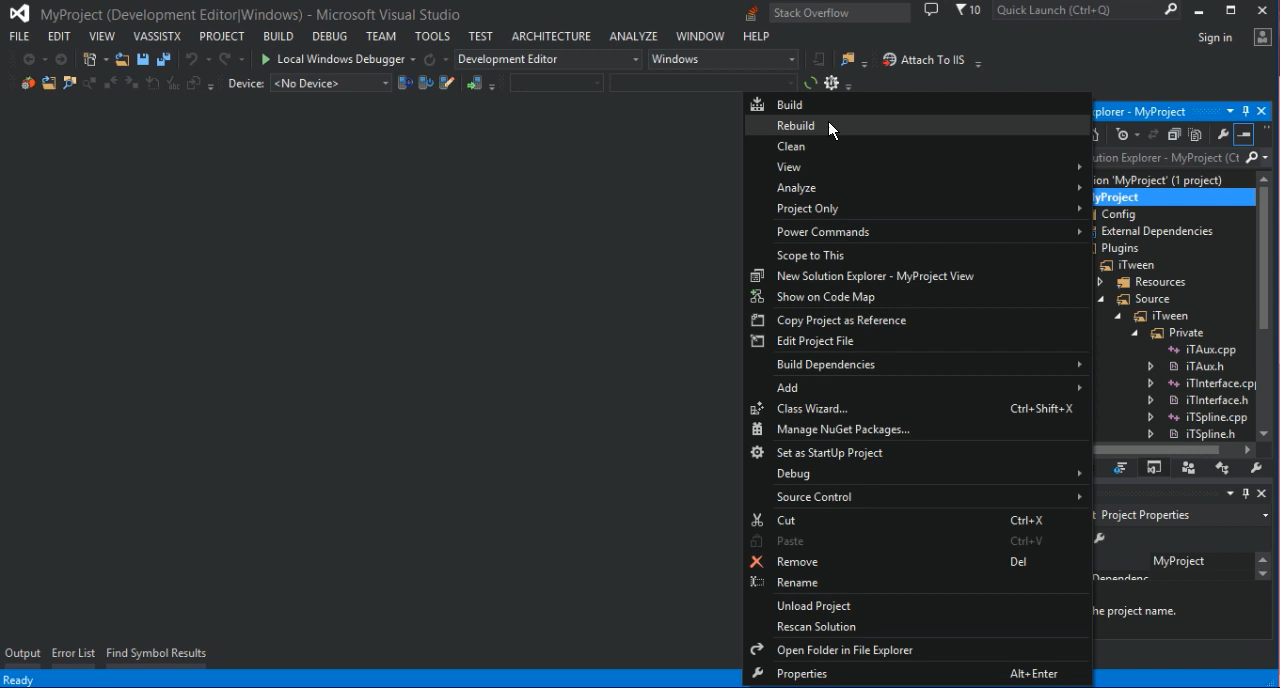 MyProject (Development Editor|Windows) - Microsoft Visual Studio
Stack Overflow
10
Quick Launch (Ctrl+Q)
FILE EDIT VIEW VASSISTX PROJECT BUILD DEBUG TEAM TOOLS TEST ARCHITECTURE ANALYZE WINDOW HELP
Sign in
Local Windows Debugger
Development Editor
Windows
Attach To IIS
Device: <No Device>
Build
Rebuild
Clean
View
Analyze
Project Only
Power Commands
Scope to This
New Solution Explorer - MyProject View
Show on Code Map
Copy Project as Reference
Edit Project File
Build Dependencies
Add
Class Wizard... Ctrl+Shift+X
Manage NuGet Packages...
Set as StartUp Project
Debug
Source Control
Cut Ctrl+X
Paste Ctrl+V
Remove Del
Rename
Unload Project
Rescan Solution
Open Folder in File Explorer
Properties Alt+Enter
plorer - MyProject
ution Explorer - MyProject (Ct
ion 'MyProject' (1 project)
yProject
Config
External Dependencies
Plugins
iTween
Resources
Source
iTween
Private
iTAux.cpp
iTAux.h
iTInterface.cpp
iTInterface.h
iTSpline.cpp
iTSpline.h
t Project Properties
MyProject
Dependenc
he project name.
Output Error List Find Symbol Results
Ready